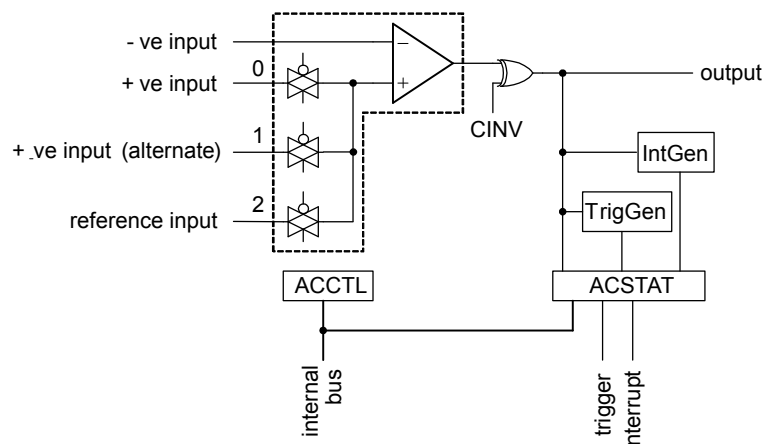 - ve input
−
0
+ ve input
+
output
CINV
1
+ -ve input (alternate)
IntGen
2
reference input
TrigGen
ACCTL
ACSTAT
internal
bus
trigger
interrupt